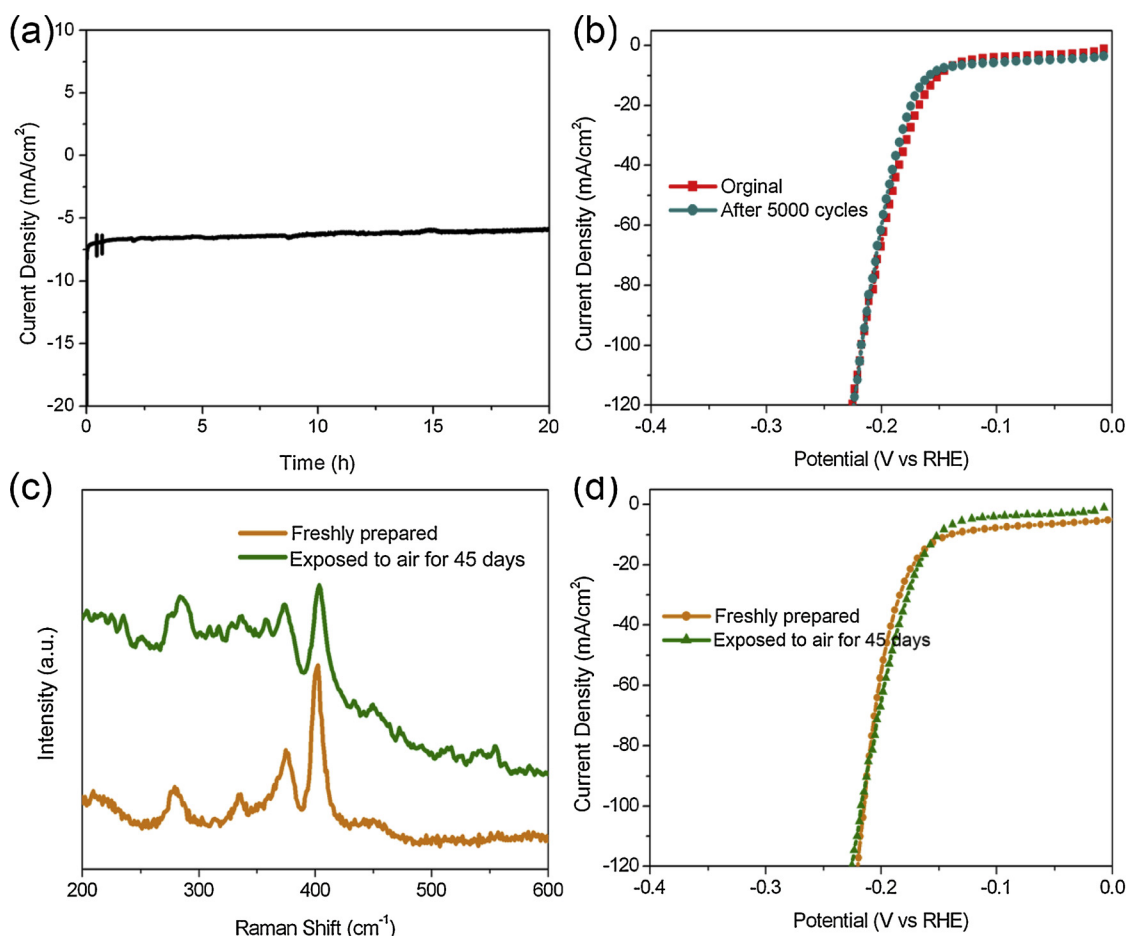 (a)
10
5
0
-5
-10
-15
-20
Curent Density (mA/cm²)
0
5
10
15
20
Time (h)
(b)
0
-20
-40
-60
-80
-100
-120
Current Density (mA/cm²)
Orginal
After 5000 cycles
-0.4
-0.3
-0.2
-0.1
0.0
Potential (V vs RHE)
(c)
Freshly prepared
Exposed to air for 45 days
Intensity (a.u.)
200
300
400
500
600
Raman Shift (cm⁻¹)
(d)
0
-20
-40
-60
-80
-100
-120
Current Density (mA/cm²)
Freshly prepared
Exposed to air for 45 days
-0.4
-0.3
-0.2
-0.1
0.0
Potential (V vs RHE)